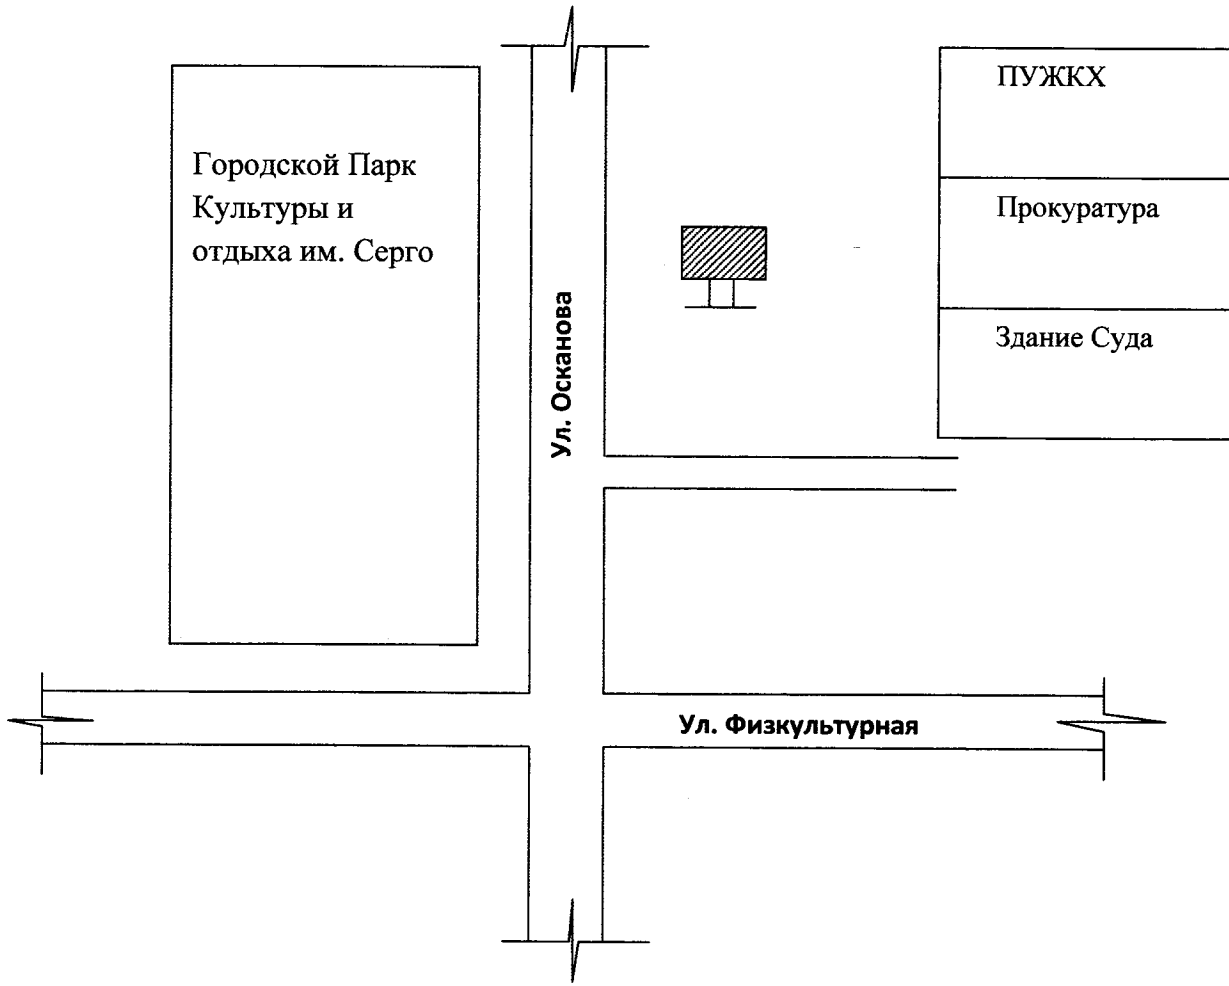 Городской Парк
Культуры и
отдыха им. Серго
Ул. Осканова
ПУЖКХ
Прокуратура
Здание Суда
Ул. Физкультурная